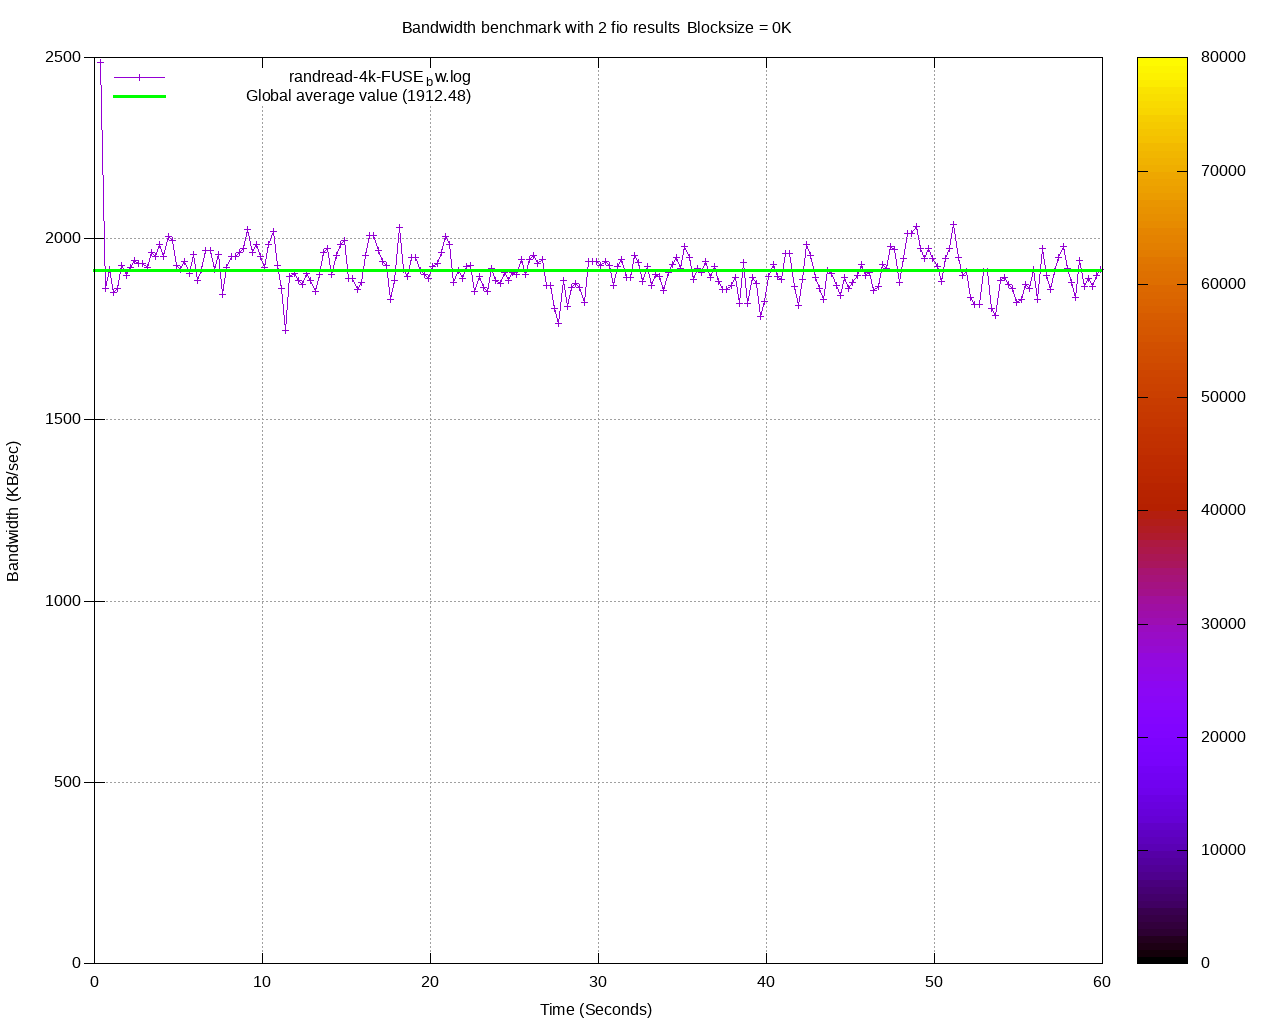 Bandwidth benchmark with 2 fio results Blocksize = 0K
randread-4k-FUSE_bw.log
Global average value (1912.48)
2500
2000
1500
1000
500
0
Bandwidth (KB/sec)
0 10 20 30 40 50 60
Time (Seconds)
80000
70000
60000
50000
40000
30000
20000
10000
0